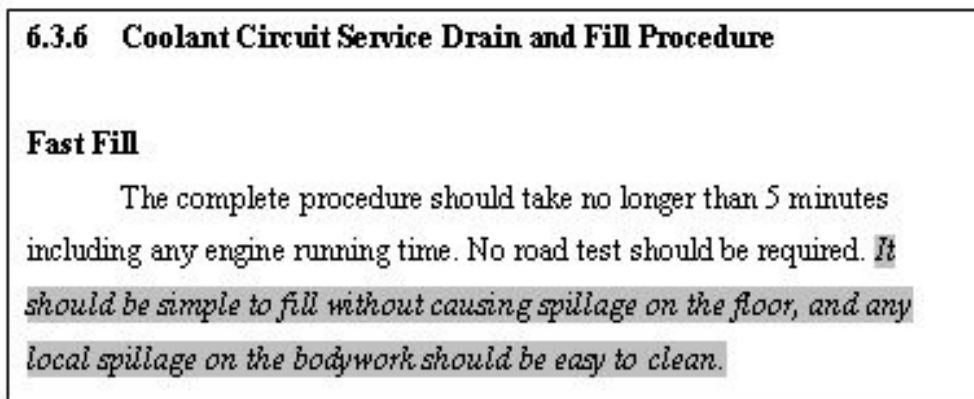 6.3.6 Coolant Circuit Service Drain and Fill Procedure
Fast Fill
The complete procedure should take no longer than 5 minutes
including any engine running time. No road test should be required. It
should be simple to fill without causing spillage on the floor, and any
local spillage on the bodywork should be easy to clean.